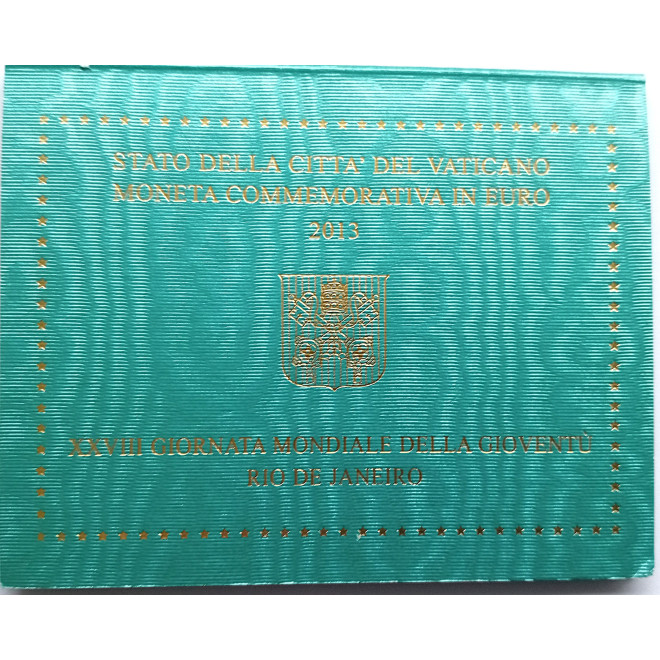 STATO DELLA CITTA' DEL VATICANO
MONETA COMMEMORATIVA IN EURO
2013
XXVIII GIORNATA MONDIALE DELLA GIOVENTÙ
RIO DE JANEIRO